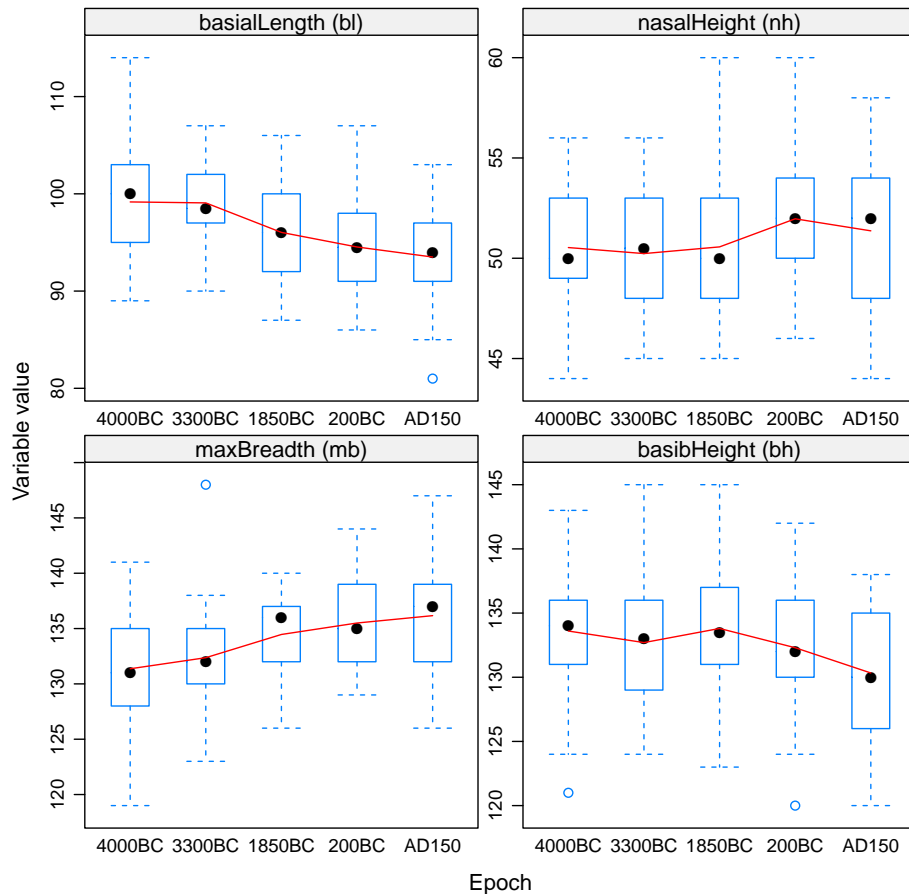 basialLength (bl)
nasalHeight (nh)
80 90 100 110
45 50 55 60
4000BC 3300BC 1850BC 200BC AD150
4000BC 3300BC 1850BC 200BC AD150
Variable value
maxBreadth (mb)
basibHeight (bh)
120 125 130 135 140 145
120 125 130 135 140 145
4000BC 3300BC 1850BC 200BC AD150
4000BC 3300BC 1850BC 200BC AD150
Epoch